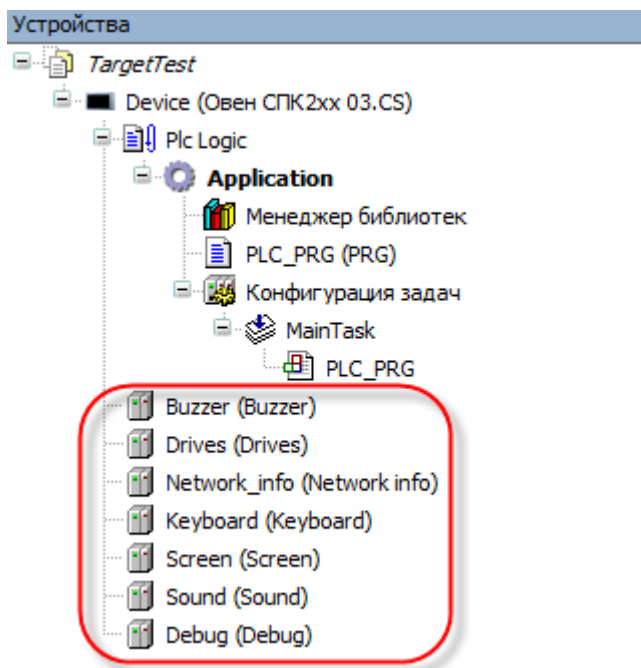 Устройства
TargetTest
Device (Овен СПК2xx 03.CS)
Plc Logic
Application
Менеджер библиотек
PLC_PRG (PRG)
Конфигурация задач
MainTask
PLC_PRG
Buzzer (Buzzer)
Drives (Drives)
Network_info (Network info)
Keyboard (Keyboard)
Screen (Screen)
Sound (Sound)
Debug (Debug)